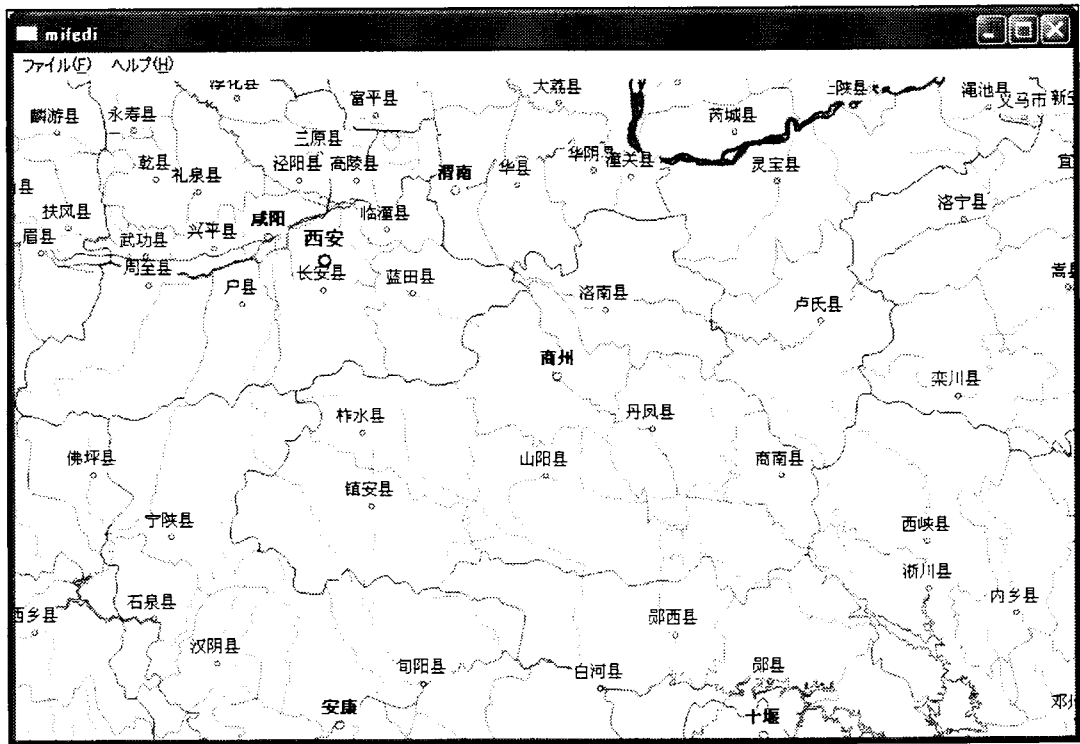 mifedi
ファイル(F) ヘルプ(H)
淳化县
富平县
大荔县
陕县
渑池县
义马市
麟游县
永寿县
三原县
芮城县
乾县
礼泉县
泾阳县
高陵县
渭南
华县
华阴
潼关县
灵宝县
县
扶风县
咸阳
临潼县
洛宁县
眉县
武功县
兴平县
西安
周至县
户县
长安县
蓝田县
洛南县
卢氏县
嵩县
商州
栾川县
柞水县
丹凤县
佛坪县
山阳县
商南县
镇安县
宁陕县
西峡县
淅川县
石泉县
内乡县
西乡县
郧西县
汉阴县
旬阳县
白河县
郧县
安康
十堰
邓州